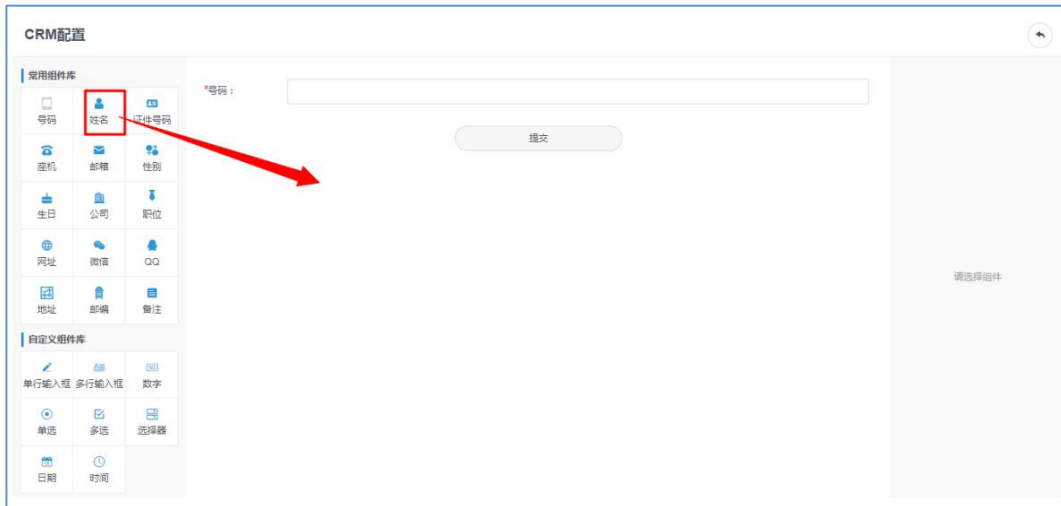 CRM配置
常用组件库
号码 姓名 证件号码
座机 邮箱 性别
生日 公司 职位
网址 微信 QQ
地址 邮编 备注
自定义组件库
单行输入框 多行输入框 数字
单选 多选 选择器
日期 时间
*号码：
提交
请选择组件